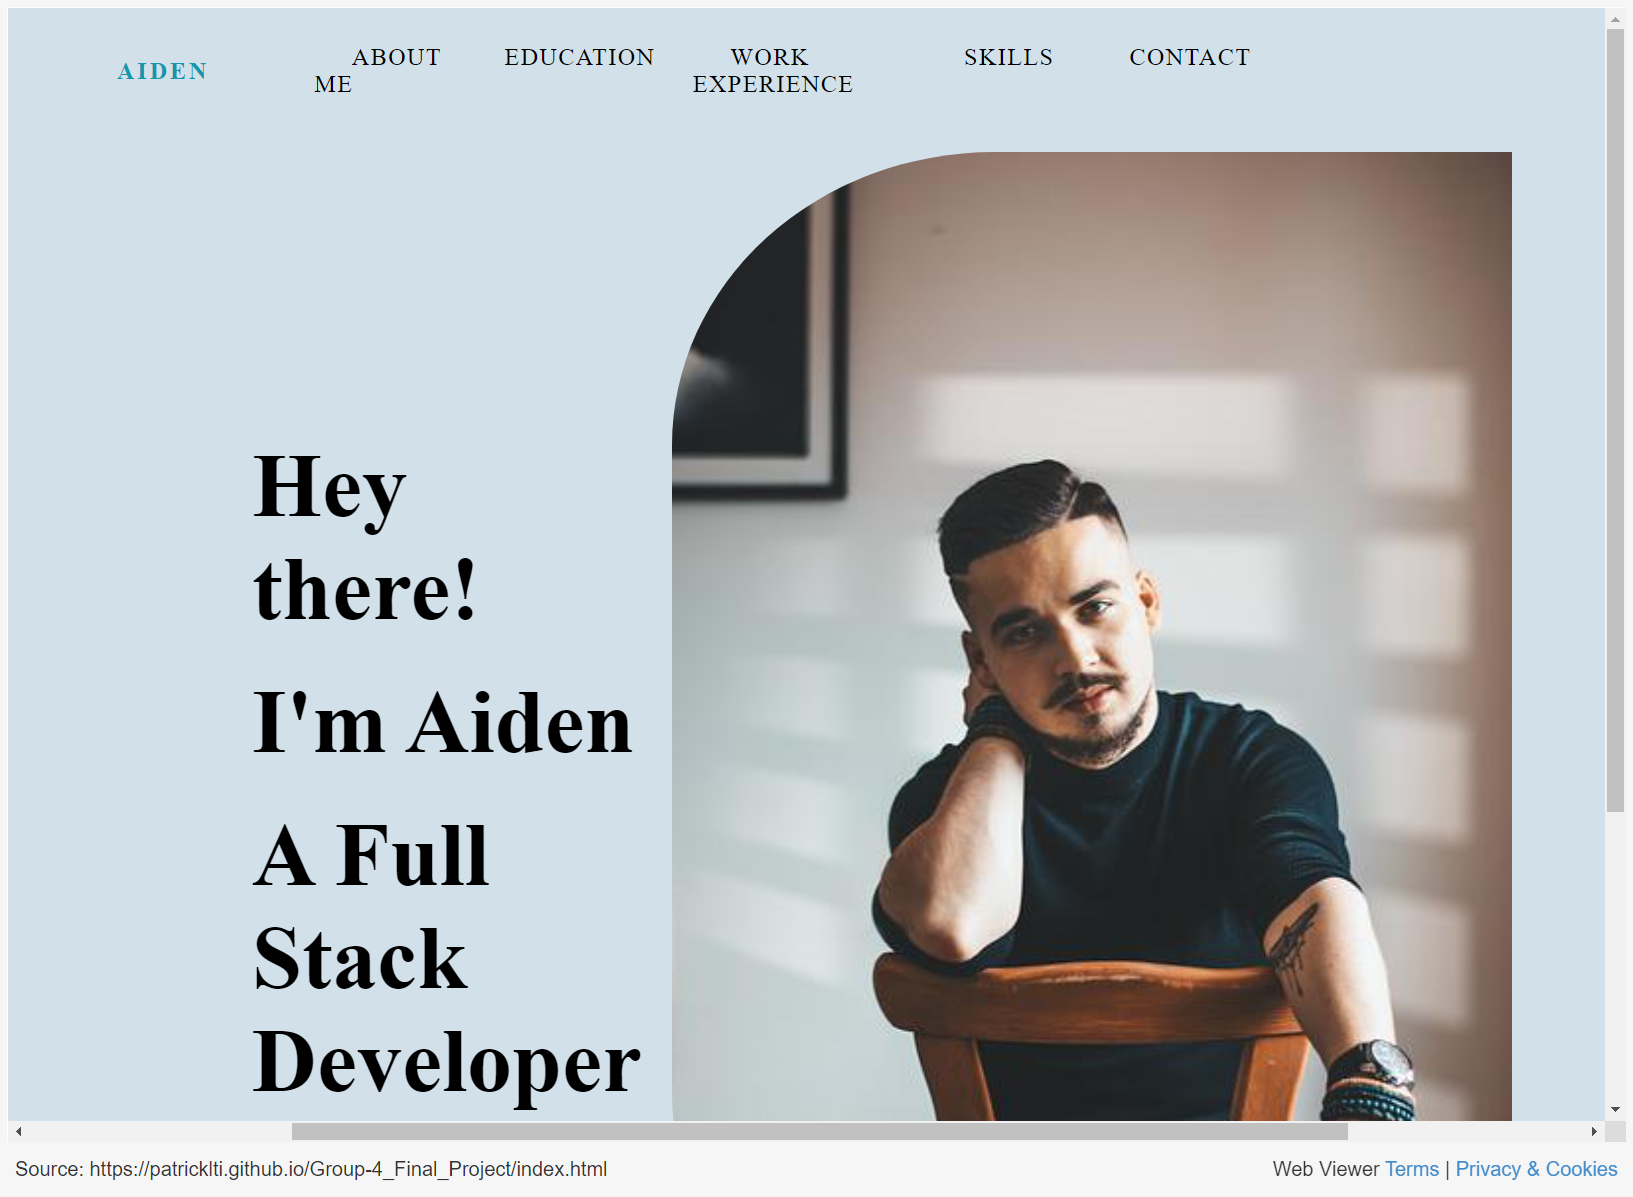 AIDEN
ABOUT
ME
EDUCATION
WORK
EXPERIENCE
SKILLS
CONTACT
Hey
there!
I'm Aiden
A Full
Stack
Developer
Source: https://patricklti.github.io/Group-4_Final_Project/index.html
Web Viewer Terms | Privacy & Cookies